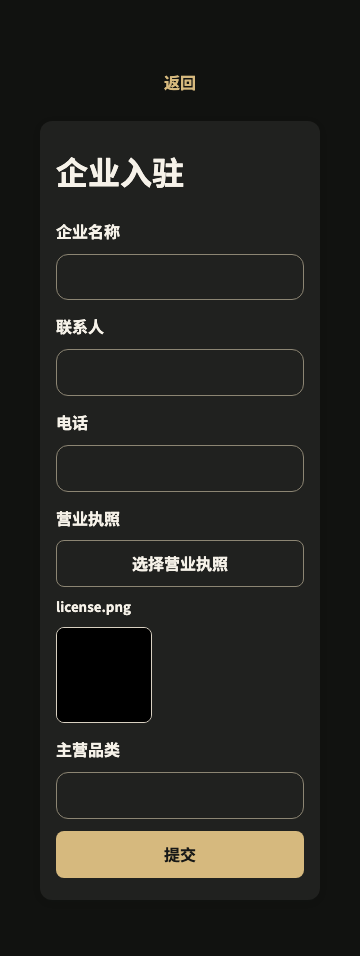 返回
企业入驻
企业名称
联系人
电话
营业执照
选择营业执照
license.png
主营品类
提交